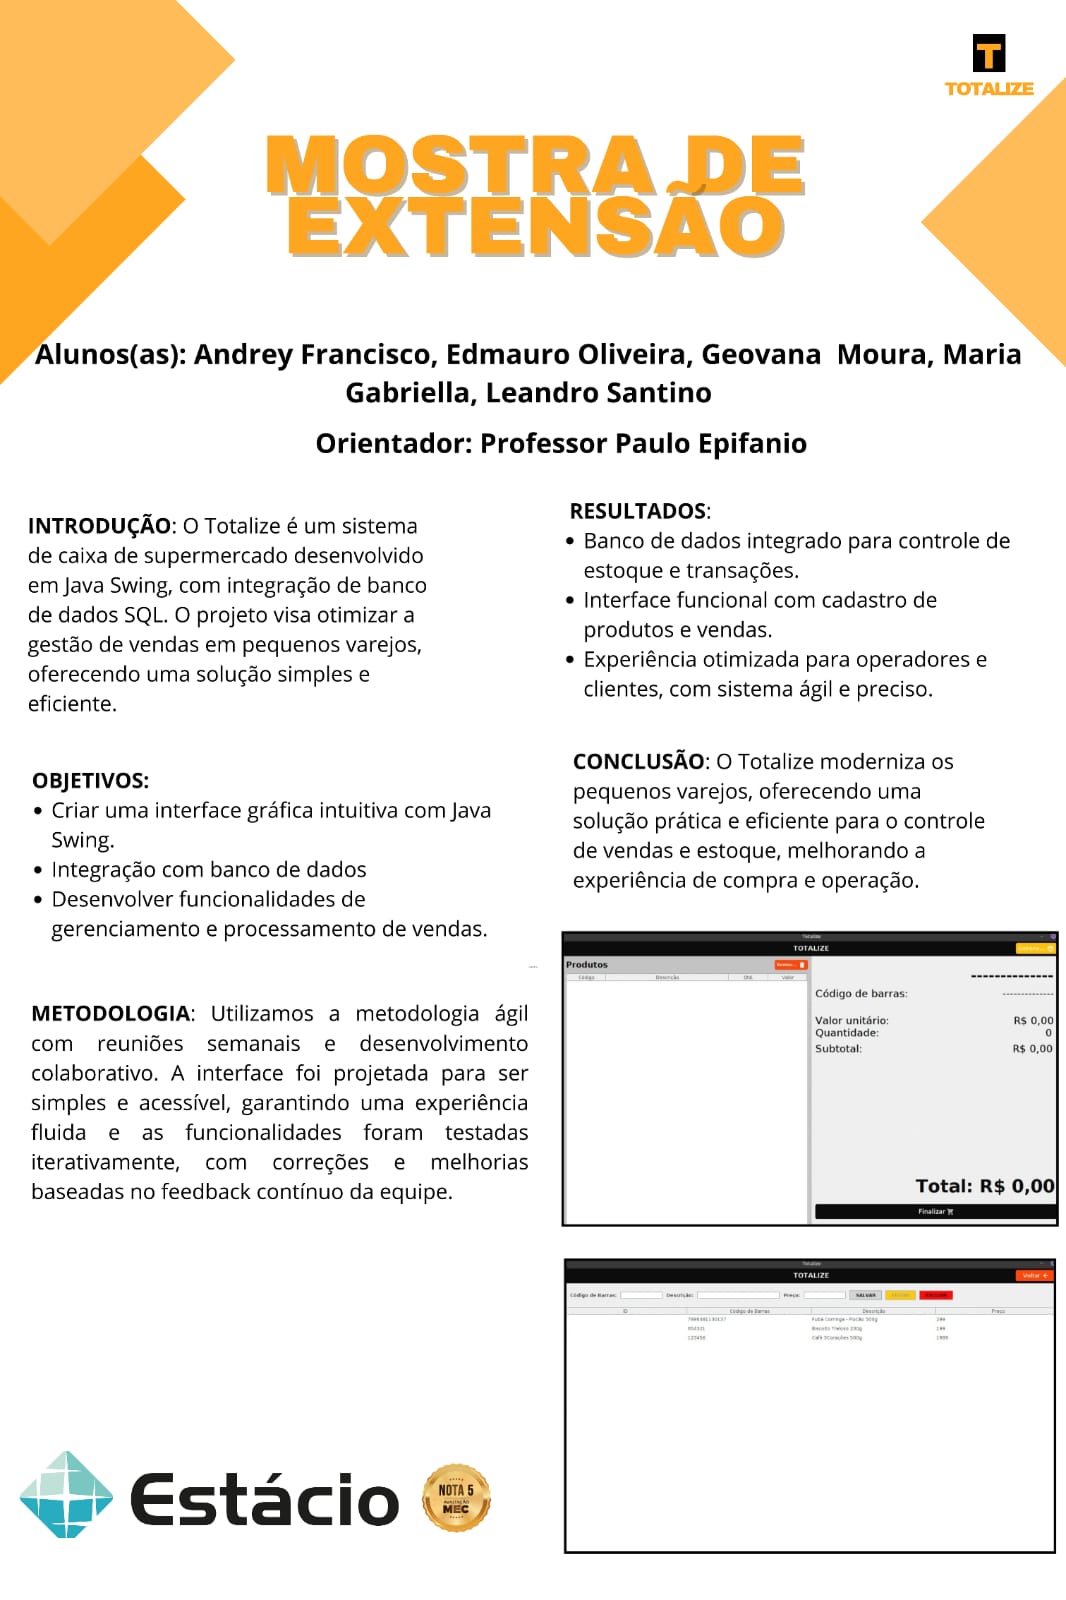 T
TOTALIZE
MOSTRA DE
EXTENSÃO
Alunos(as): Andrey Francisco, Edmauro Oliveira, Geovana Moura, Maria
Gabriella, Leandro Santino
Orientador: Professor Paulo Epifanio
INTRODUÇÃO: O Totalize é um sistema
de caixa de supermercado desenvolvido
em Java Swing, com integração de banco
de dados SQL. O projeto visa otimizar a
gestão de vendas em pequenos varejos,
oferecendo uma solução simples e
eficiente.
OBJETIVOS:
• Criar uma interface gráfica intuitiva com Java
Swing.
• Integração com banco de dados
• Desenvolver funcionalidades de
gerenciamento e processamento de vendas.
METODOLOGIA: Utilizamos a metodologia ágil
com reuniões semanais e desenvolvimento
colaborativo. A interface foi projetada para ser
simples e acessível, garantindo uma experiência
fluida e as funcionalidades foram testadas
iterativamente, com correções e melhorias
baseadas no feedback contínuo da equipe.
RESULTADOS:
• Banco de dados integrado para controle de
estoque e transações.
• Interface funcional com cadastro de
produtos e vendas.
• Experiência otimizada para operadores e
clientes, com sistema ágil e preciso.
CONCLUSÃO: O Totalize moderniza os
pequenos varejos, oferecendo uma
solução prática e eficiente para o controle
de vendas e estoque, melhorando a
experiência de compra e operação.
Totalize
TOTALIZE
Produtos
Código Descrição Qtd. Valor
--------------
Código de barras: --------------
Valor unitário: R$ 0,00
Quantidade: 0
Subtotal: R$ 0,00
Total: R$ 0,00
Finalizar
Totalize
TOTALIZE
Voltar
Código de Barras: Descrição: Preço: SALVAR
ID Código de Barras Descrição Preço
Biscoito Treloso 100g
123456 Café 3Corações 500g
Estácio
NOTA 5
MEC